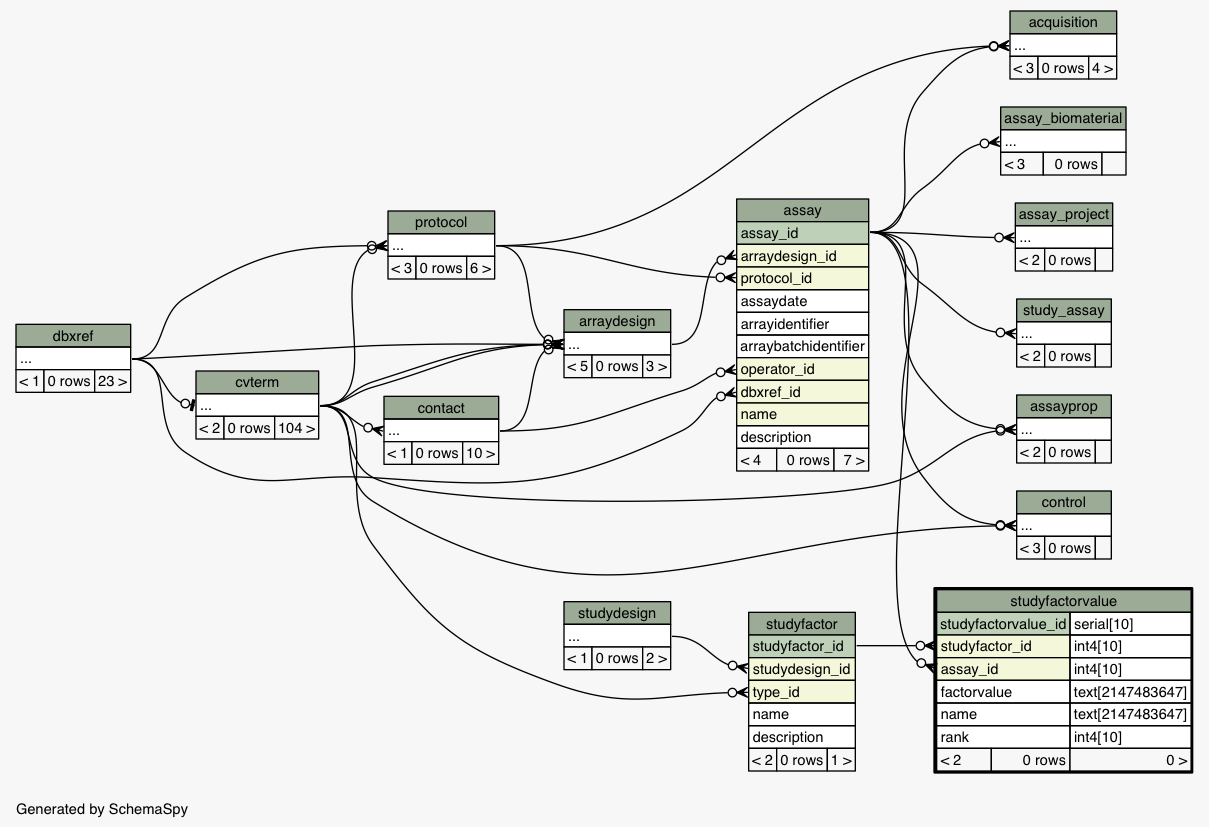 acquisition
...
< 3 0 rows 4 >
assay_biomaterial
...
< 3 0 rows
assay_project
...
< 2 0 rows
study_assay
...
< 2 0 rows
assayprop
...
< 2 0 rows
control
...
< 3 0 rows
protocol
...
< 3 0 rows 6 >
assay
assay_id
arraydesign_id
protocol_id
assaydate
arrayidentifier
arraybatchidentifier
operator_id
dbxref_id
name
description
< 4 0 rows 7 >
arraydesign
...
< 5 0 rows 3 >
dbxref
...
< 1 0 rows 23 >
cvterm
...
< 2 0 rows 104 >
contact
...
< 1 0 rows 10 >
studydesign
...
< 1 0 rows 2 >
studyfactor
studyfactor_id
studydesign_id
type_id
name
description
< 2 0 rows 1 >
studyfactorvalue
studyfactorvalue_id serial[10]
studyfactor_id int4[10]
assay_id int4[10]
factorvalue text[2147483647]
name text[2147483647]
rank int4[10]
< 2 0 rows 0 >
Generated by SchemaSpy